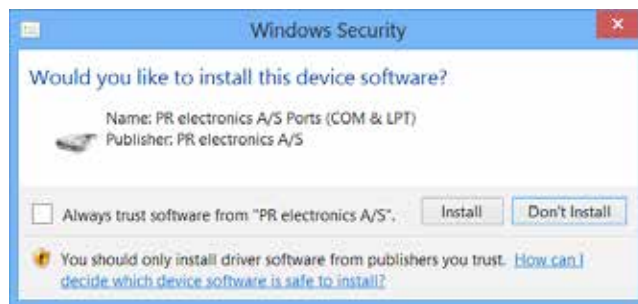 Windows Security
Would you like to install this device software?
Name: PR electronics A/S Ports (COM & LPT)
Publisher: PR electronics A/S
Always trust software from "PR electronics A/S".
Install
Don't Install
You should only install driver software from publishers you trust. How can I
decide which device software is safe to install?